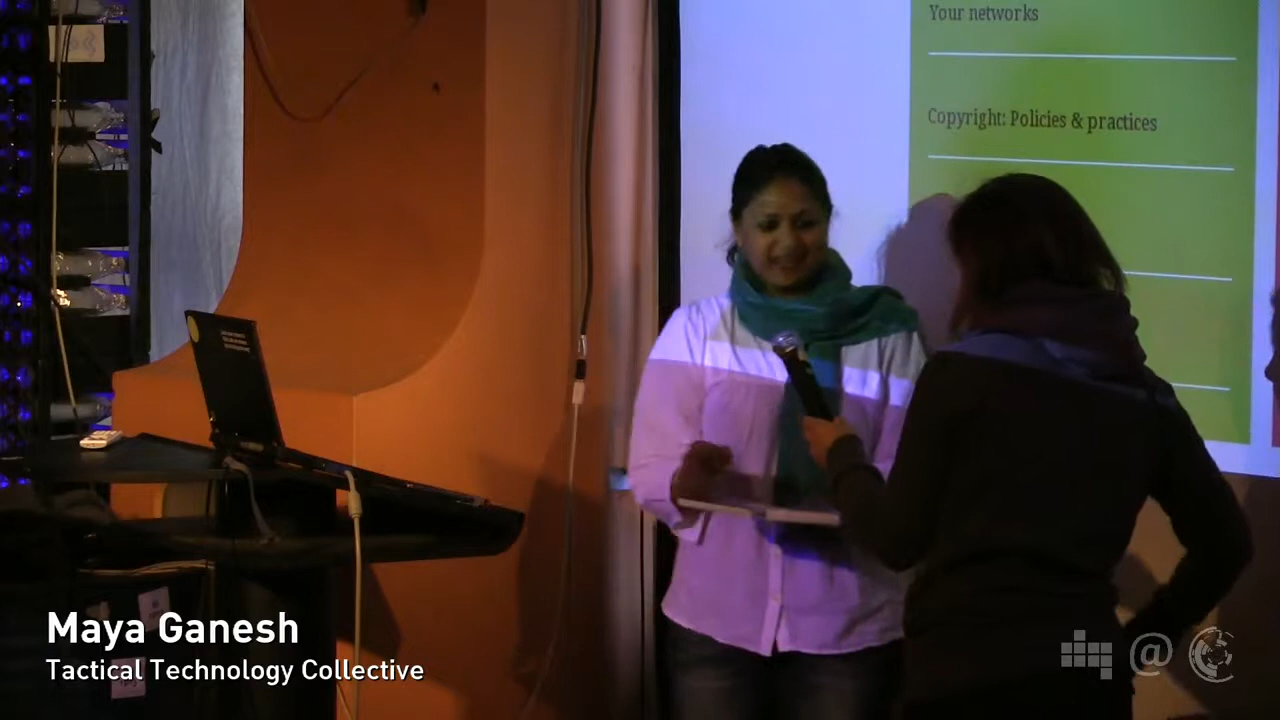 Your networks
Copyright: Policies & practices
Maya Ganesh
Tactical Technology Collective
@